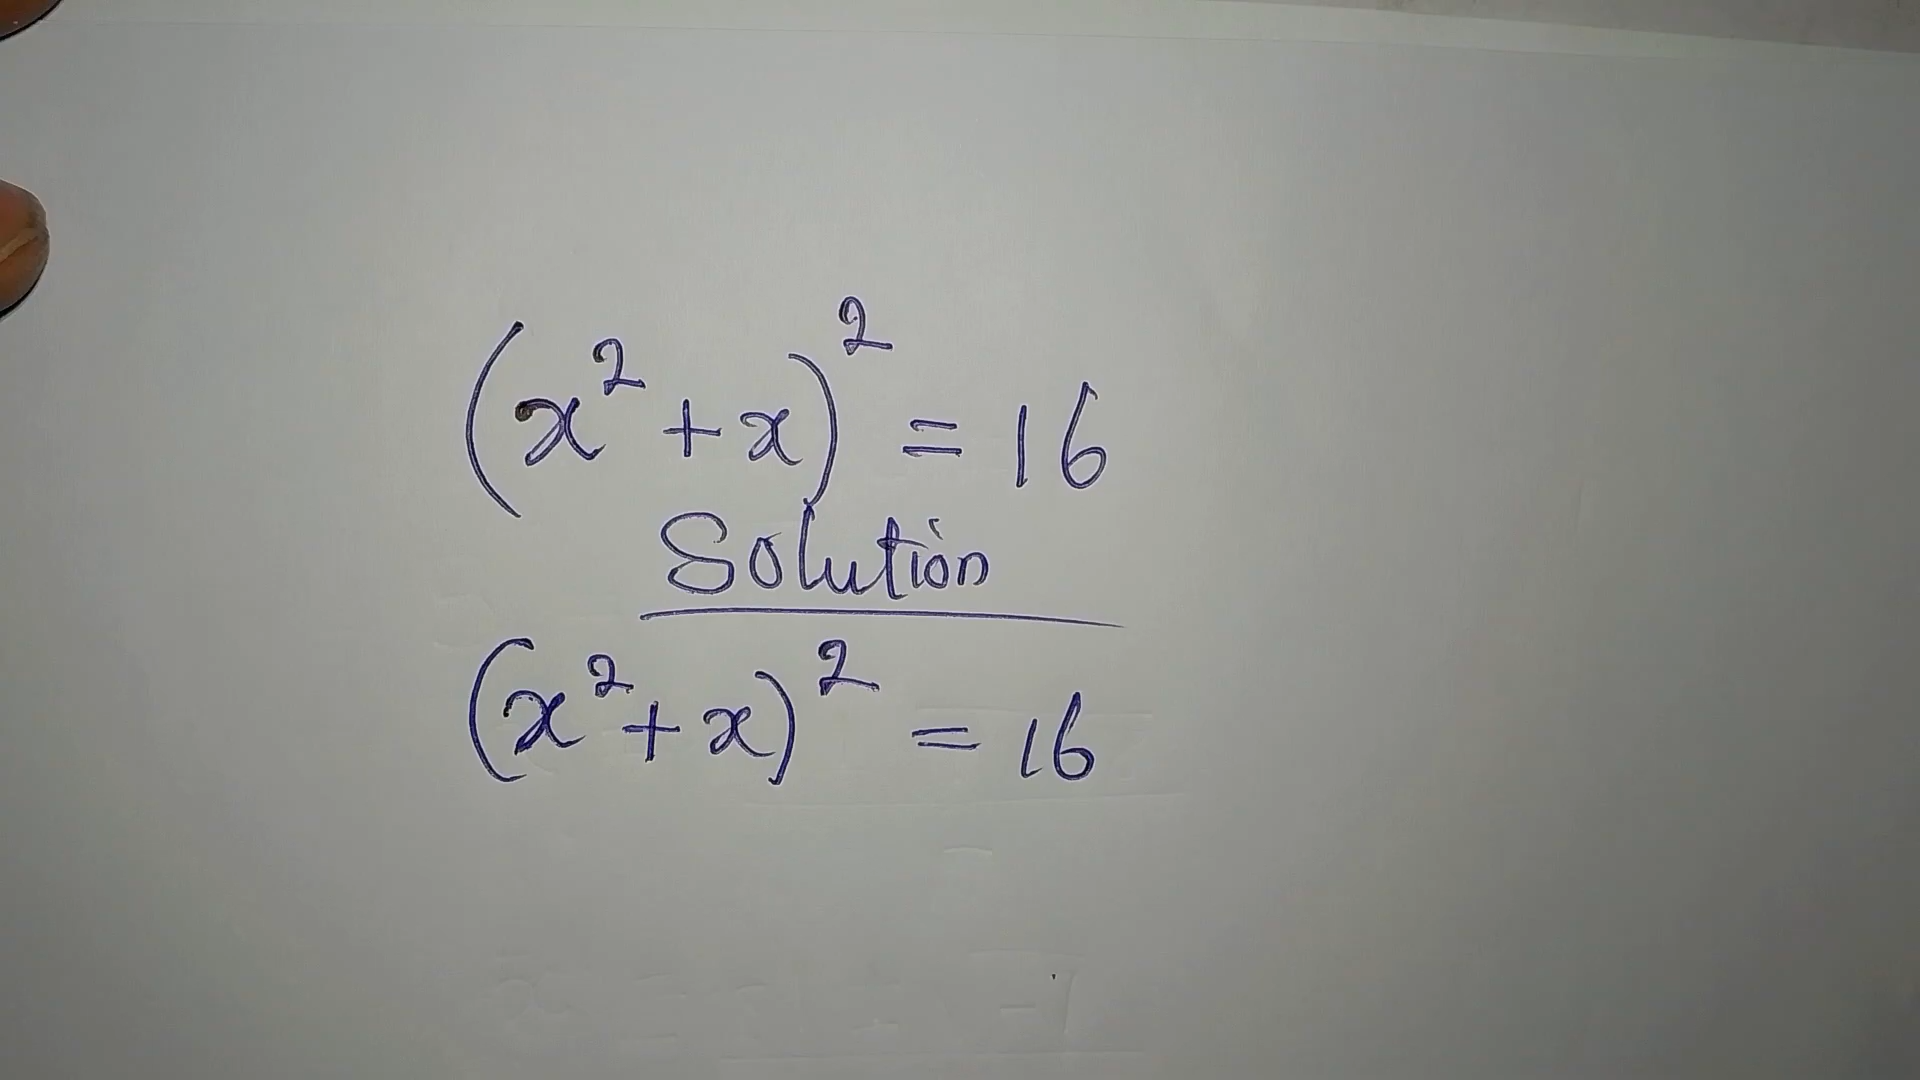 (x²+x)² = 16
Solution
(x²+x)² = 16